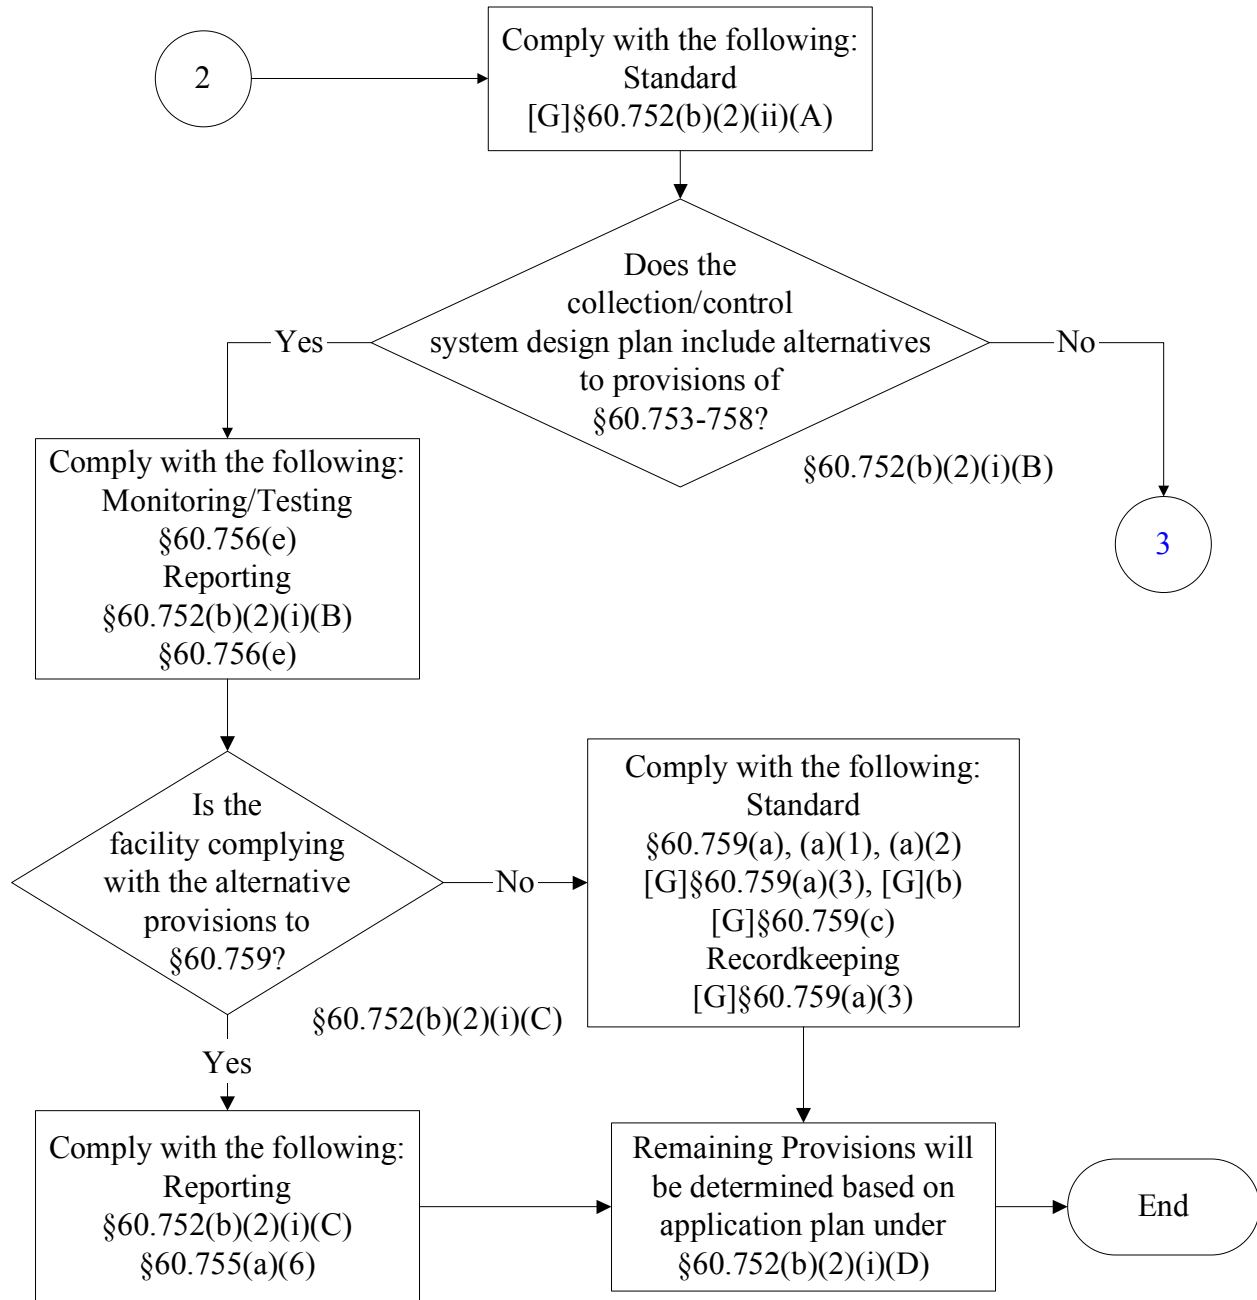 2
Comply with the following:
Standard
[G]§60.752(b)(2)(ii)(A)
Does the
collection/control
system design plan include alternatives
to provisions of
§60.753-758?
Yes
No
§60.752(b)(2)(i)(B)
3
Comply with the following:
Monitoring/Testing
§60.756(e)
Reporting
§60.752(b)(2)(i)(B)
§60.756(e)
Is the
facility complying
with the alternative
provisions to
§60.759?
No
§60.752(b)(2)(i)(C)
Yes
Comply with the following:
Standard
§60.759(a), (a)(1), (a)(2)
[G]§60.759(a)(3), [G](b)
[G]§60.759(c)
Recordkeeping
[G]§60.759(a)(3)
Comply with the following:
Reporting
§60.752(b)(2)(i)(C)
§60.755(a)(6)
Remaining Provisions will
be determined based on
application plan under
§60.752(b)(2)(i)(D)
End